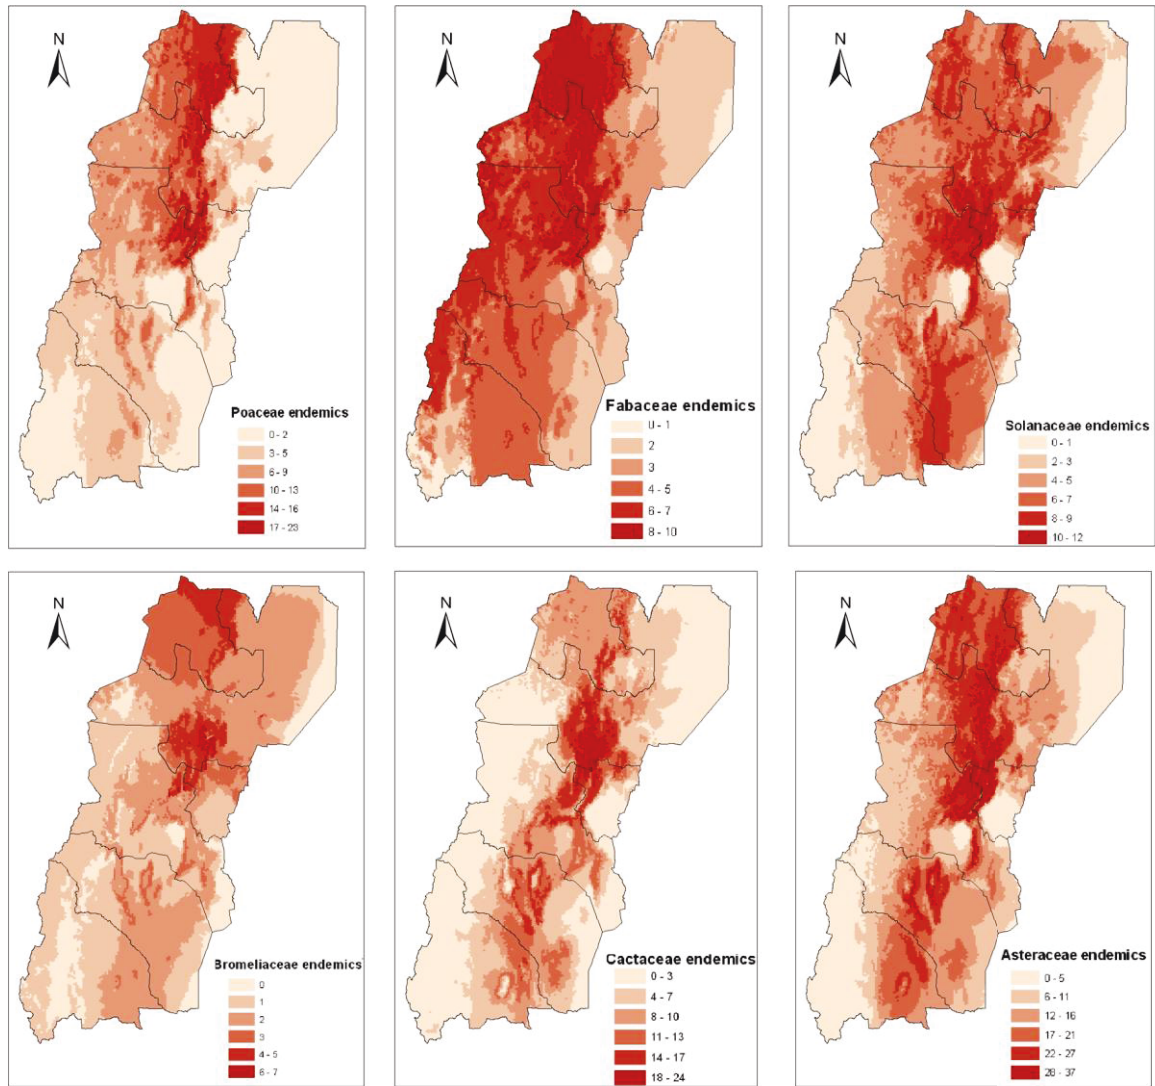 N
Poaceae endemics
0 - 2
3 - 5
6 - 9
10 - 13
14 - 16
17 - 23
N
Fabaceae endemics
0 - 1
2
3
4 - 5
6 - 7
8 - 10
N
Solanaceae endemics
0 - 1
2 - 3
4 - 5
6 - 7
8 - 9
10 - 12
N
Bromeliaceae endemics
0
1
2
3
4 - 5
6 - 7
N
Cactaceae endemics
0 - 3
4 - 7
8 - 10
11 - 13
14 - 17
18 - 24
N
Asteraceae endemics
0 - 5
6 - 11
12 - 16
17 - 21
22 - 27
28 - 37